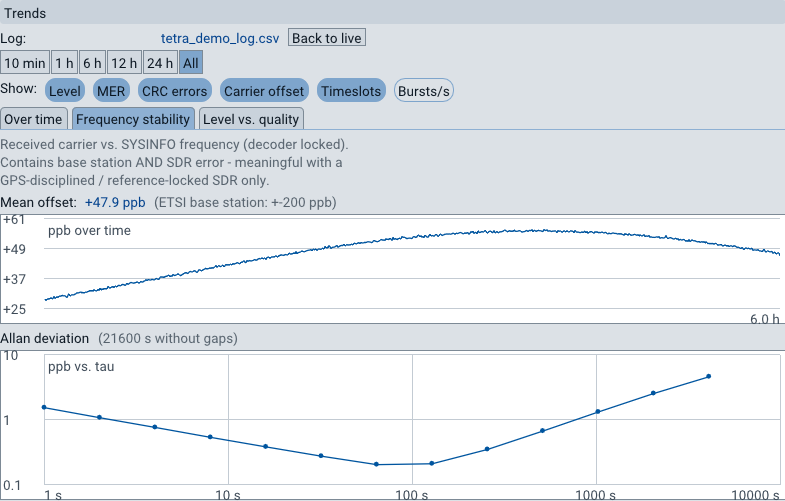 Trends
Log: tetra_demo_log.csv Back to live
10 min 1 h 6 h 12 h 24 h All
Show: Level MER CRC errors Carrier offset Timeslots Bursts/s
Over time Frequency stability Level vs. quality
Received carrier vs. SYSINFO frequency (decoder locked).
Contains base station AND SDR error - meaningful with a
GPS-disciplined / reference-locked SDR only.
Mean offset: +47.9 ppb (ETSI base station: +-200 ppb)
+61
ppb over time
+49
+37
+25
6.0 h
Allan deviation (21600 s without gaps)
10
ppb vs. tau
1
0.1
1 s 10 s 100 s 1000 s 10000 s